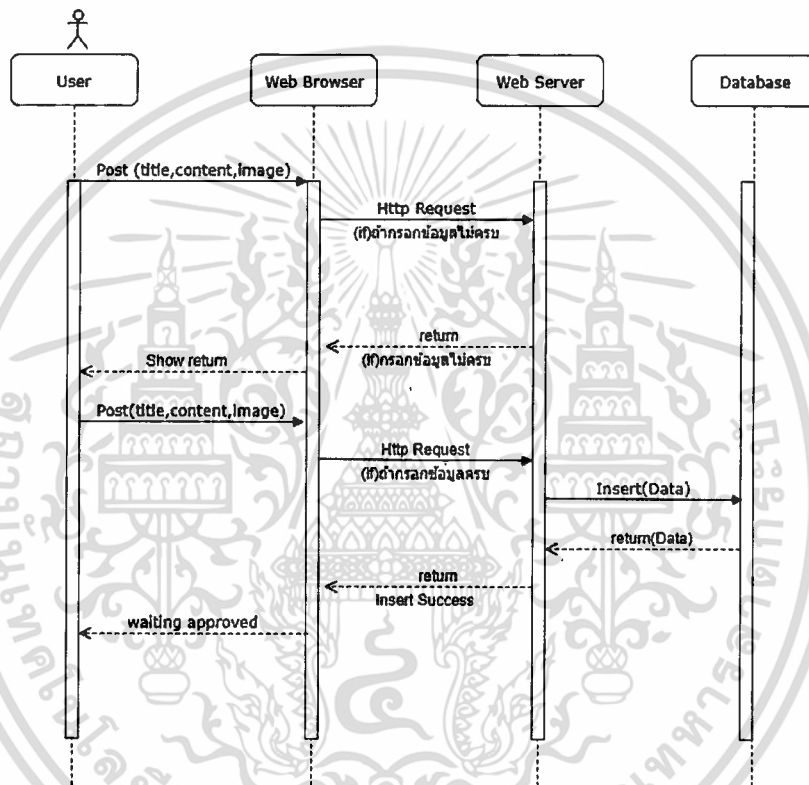 User
Web Browser
Web Server
Database
Post (title,content,image)
Http Request
(if)ถ้ากรอกข้อมูลไม่ครบ
return
(if)กรอกข้อมูลไม่ครบ
Show return
Post(title,content,image)
Http Request
(if)ถ้ากรอกข้อมูลครบ
Insert(Data)
return(Data)
return
Insert Success
waiting approved